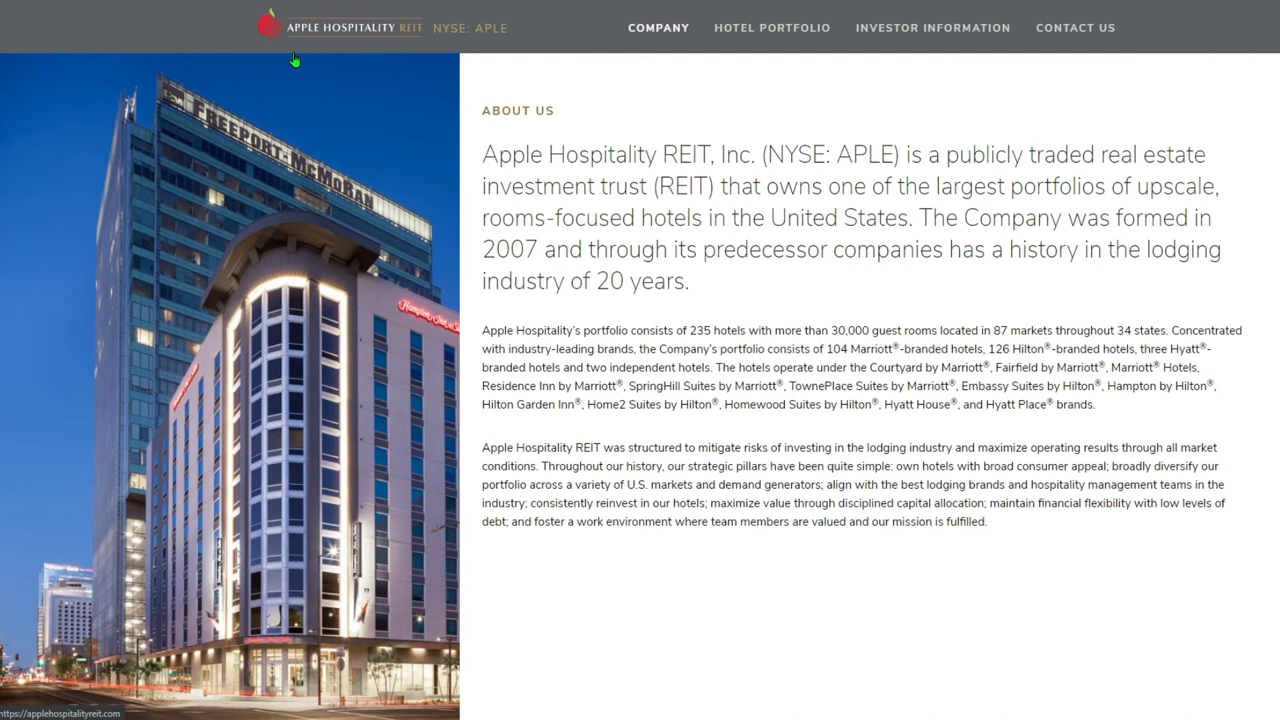 APPLE HOSPITALITY REIT NYSE: APLE
COMPANY HOTEL PORTFOLIO INVESTOR INFORMATION CONTACT US
FREEPORT-MCMORAN
Hampton Inn & Su
ABOUT US
Apple Hospitality REIT, Inc. (NYSE: APLE) is a publicly traded real estate
investment trust (REIT) that owns one of the largest portfolios of upscale,
rooms-focused hotels in the United States. The Company was formed in
2007 and through its predecessor companies has a history in the lodging
industry of 20 years.
Apple Hospitality's portfolio consists of 235 hotels with more than 30,000 guest rooms located in 87 markets throughout 34 states. Concentrated
with industry-leading brands, the Company's portfolio consists of 104 Marriott®-branded hotels, 126 Hilton®-branded hotels, three Hyatt®-
branded hotels and two independent hotels. The hotels operate under the Courtyard by Marriott®, Fairfield by Marriott®, Marriott® Hotels,
Residence Inn by Marriott®, SpringHill Suites by Marriott®, TownePlace Suites by Marriott®, Embassy Suites by Hilton®, Hampton by Hilton®,
Hilton Garden Inn®, Home2 Suites by Hilton®, Homewood Suites by Hilton®, Hyatt House®, and Hyatt Place® brands.
Apple Hospitality REIT was structured to mitigate risks of investing in the lodging industry and maximize operating results through all market
conditions. Throughout our history, our strategic pillars have been quite simple: own hotels with broad consumer appeal; broadly diversify our
portfolio across a variety of U.S. markets and demand generators; align with the best lodging brands and hospitality management teams in the
industry; consistently reinvest in our hotels; maximize value through disciplined capital allocation; maintain financial flexibility with low levels of
debt; and foster a work environment where team members are valued and our mission is fulfilled.
https://applehospitalityreit.com